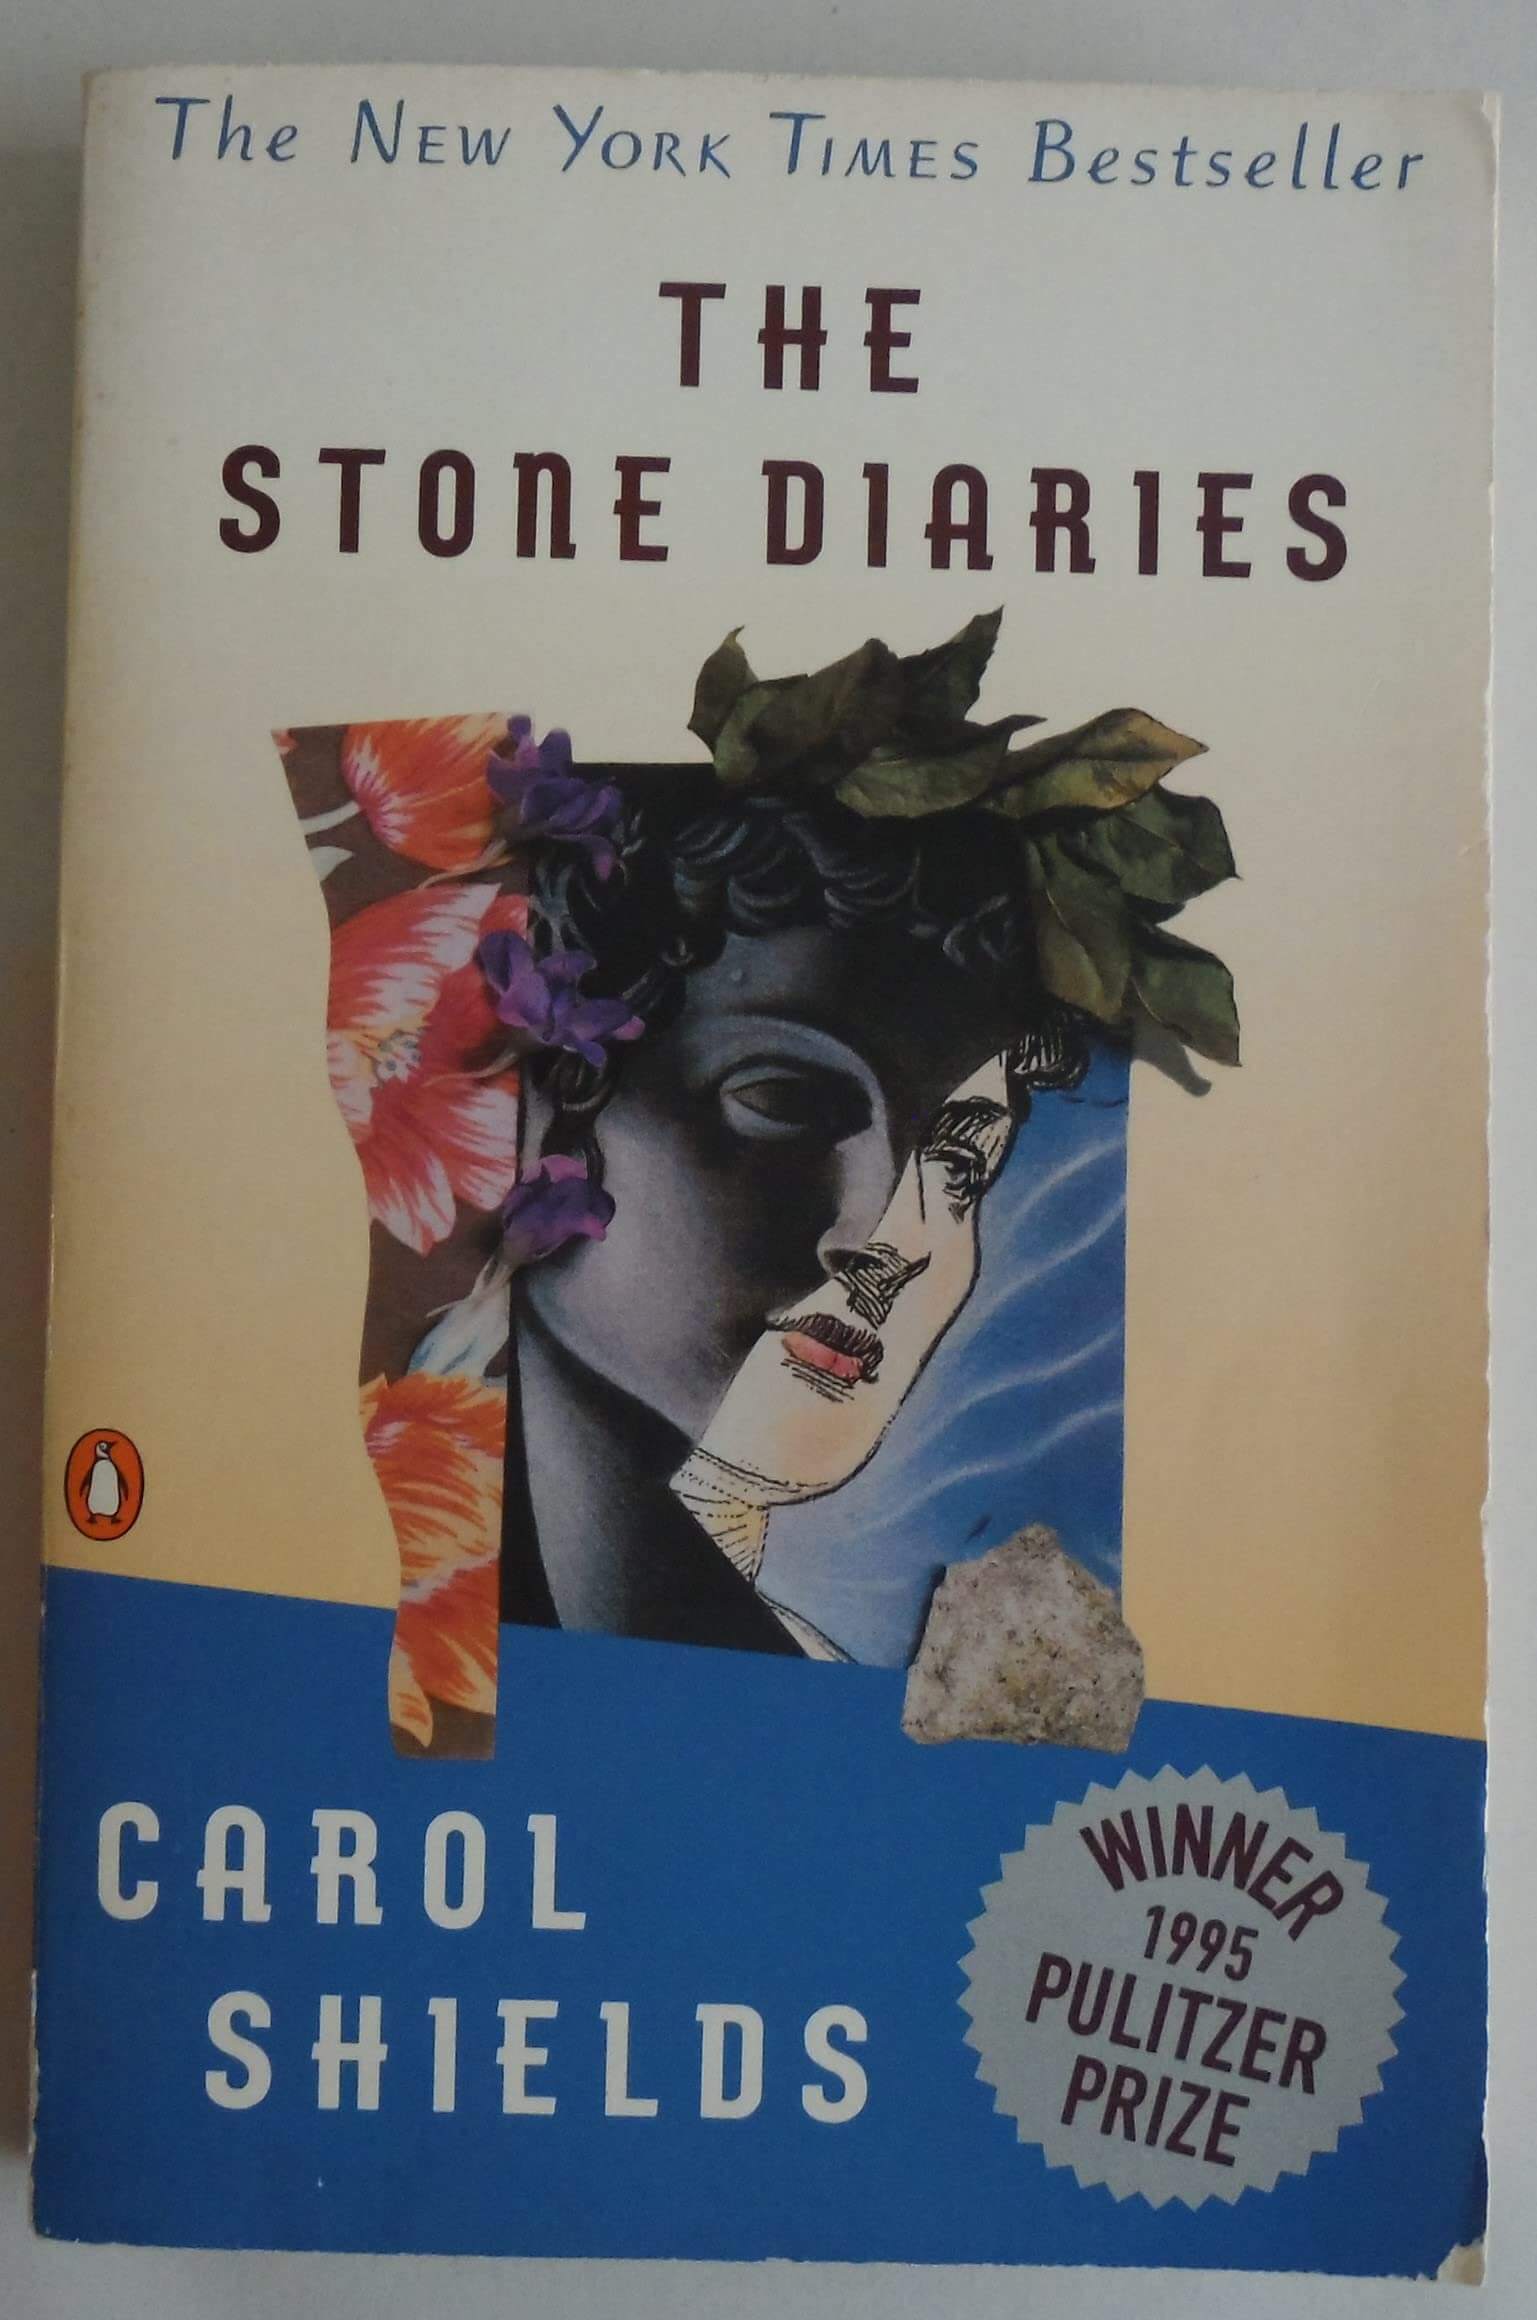 The NEW YORK TIMES Bestseller
THE
STONE DIARIES
CAROL
SHIELDS
WINNER
1995
PULITZER
PRIZE